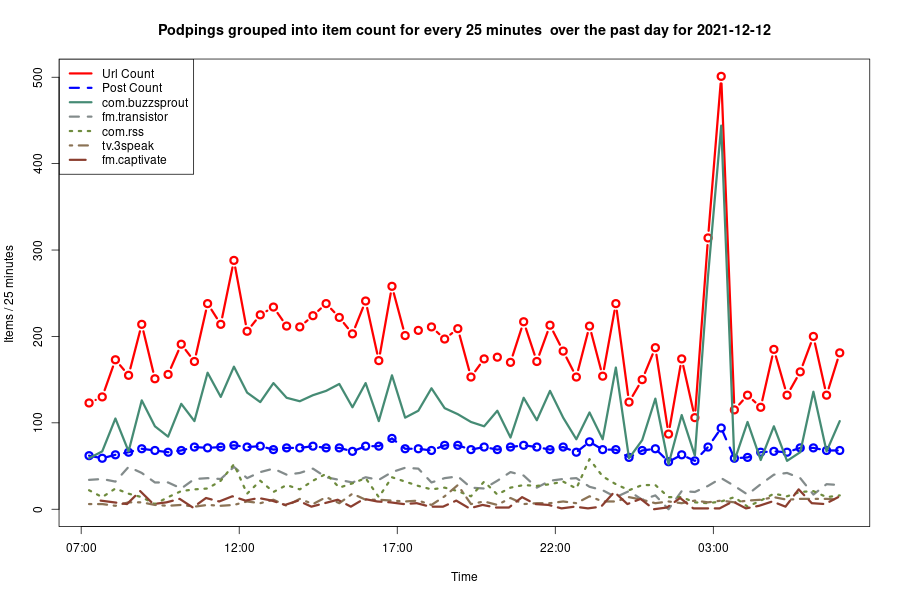 Podpings grouped into item count for every 25 minutes  over the past day for 2021-12-12
Url Count
Post Count
com.buzzsprout
fm.transistor
com.rss
tv.3speak
fm.captivate
Items / 25 minutes
500
400
300
200
100
0
07:00 12:00 17:00 22:00 03:00
Time